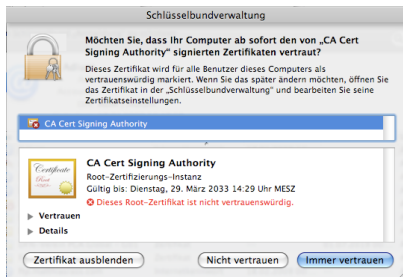 Schlüsselbundverwaltung
Möchten Sie, dass Ihr Computer ab sofort den von „CA Cert
Signing Authority“ signierten Zertifikaten vertraut?
Dieses Zertifikat wird für alle Benutzer dieses Computers als
vertrauenswürdig markiert. Wenn Sie das später ändern möchten, öffnen Sie
das Zertifikat in der „Schlüsselbundverwaltung“ und bearbeiten Sie seine
Zertifikatseinstellungen.
CA Cert Signing Authority
Certificate
Root
CA Cert Signing Authority
Root-Zertifizierungs-Instanz
Gültig bis: Dienstag, 29. März 2033 14:29 Uhr MESZ
Dieses Root-Zertifikat ist nicht vertrauenswürdig.
Vertrauen
Details
Zertifikat ausblenden
Nicht vertrauen
Immer vertrauen